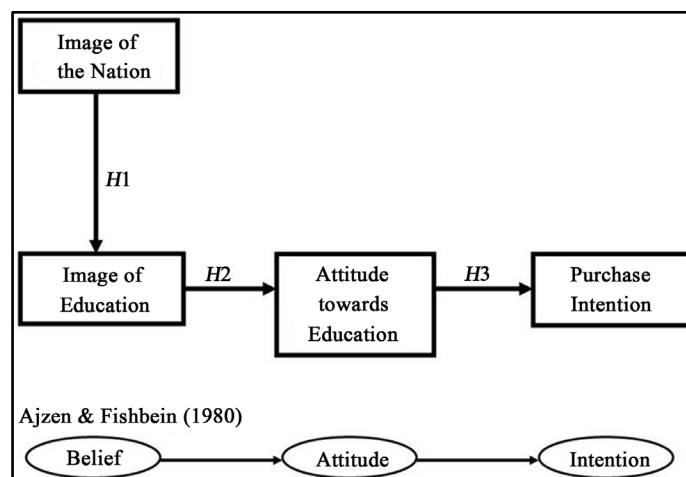 Image of
the Nation
H1
Image of
Education
H2
Attitude
towards
Education
H3
Purchase
Intention
Ajzen & Fishbein (1980)
Belief
Attitude
Intention